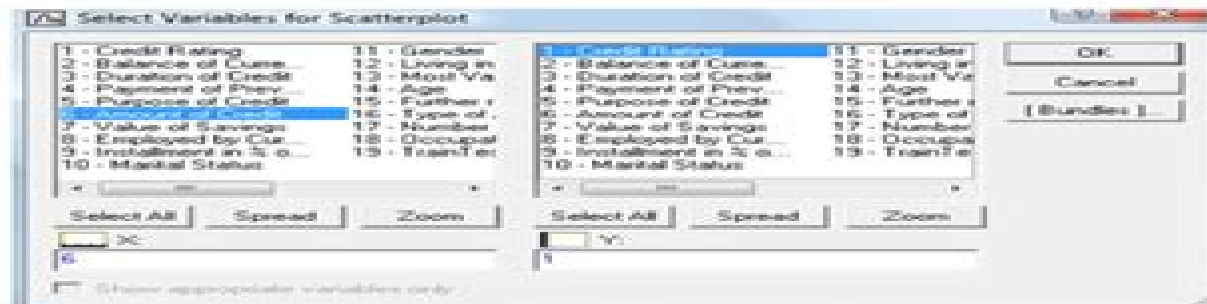 Select Variables for Scatterplot
1 - Credit Rating
2 - Balance of Curre...
3 - Duration of Credit
4 - Payment of Prev...
5 - Purpose of Credit
6 - Amount of Credit
7 - Value of Savings
8 - Employed by Cur...
9 - Installment in % o...
10 - Marital Status
11 - Gender
12 - Living in
13 - Most Va
14 - Age
15 - Further r
16 - Type of
17 - Number
18 - Occupat
19 - TrainTes
1 - Credit Rating
2 - Balance of Curre...
3 - Duration of Credit
4 - Payment of Prev...
5 - Purpose of Credit
6 - Amount of Credit
7 - Value of Savings
8 - Employed by Cur...
9 - Installment in % o...
10 - Marital Status
11 - Gender
12 - Living in
13 - Most Va
14 - Age
15 - Further r
16 - Type of
17 - Number
18 - Occupa
19 - TrainTe
OK
Cancel
[ Bundles ]...
Select All Spread Zoom
Select All Spread Zoom
X:
Y:
6
1
Show appropriate variables only